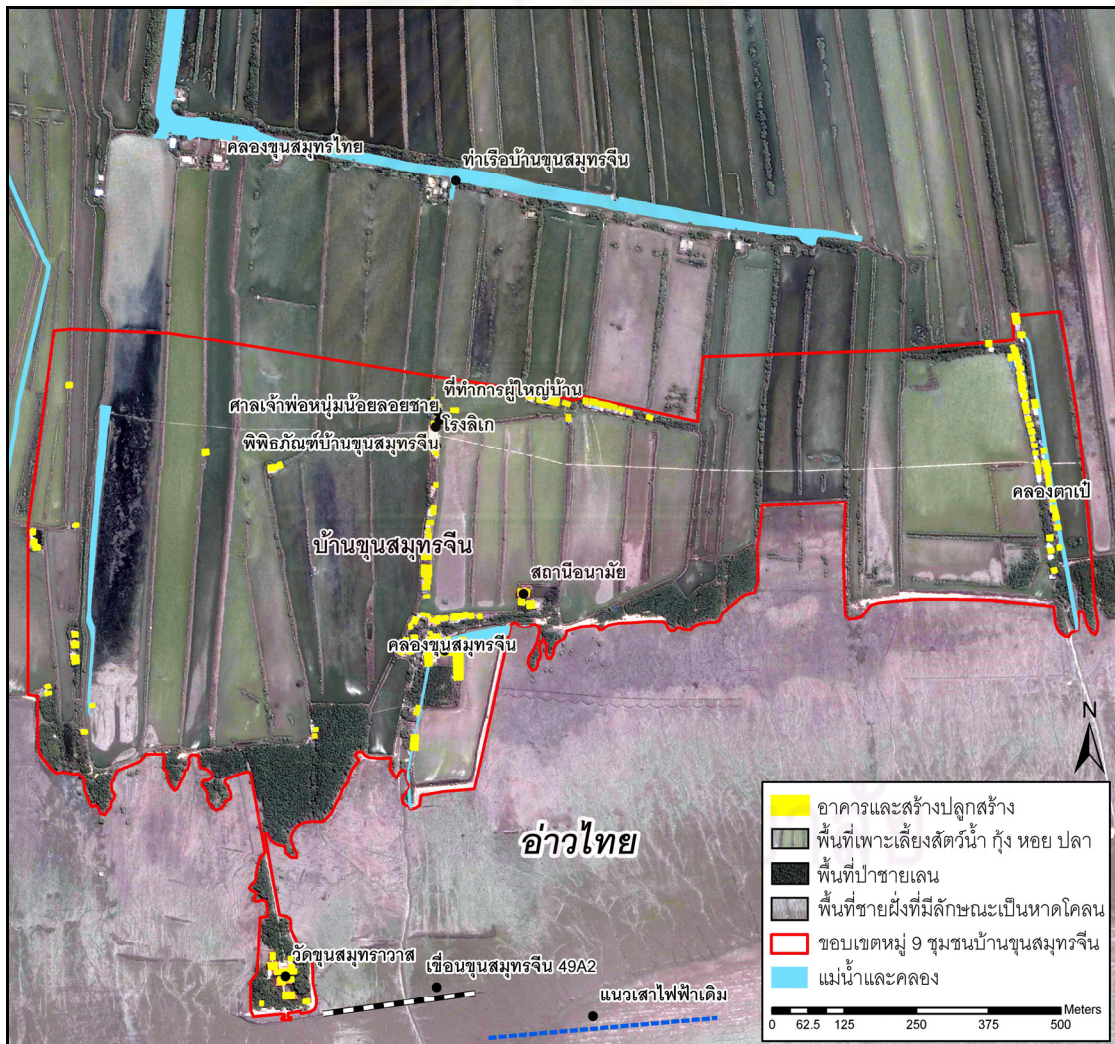 คลองขุนสมุทรไทย
ท่าเรือบ้านขุนสมุทรจีน
ที่ทำการผู้ใหญ่บ้าน
ศาลเจ้าพ่อหนุ่มน้อยลอยชาย
โรงลิเก
พิพิธภัณฑ์บ้านขุนสมุทรจีน
คลองตาเป๋
บ้านขุนสมุทรจีน
สถานีอนามัย
คลองขุนสมุทรจีน
อ่าวไทย
วัดขุนสมุทราวาส
เขื่อนขุนสมุทรจีน 49A2
แนวเสาไฟฟ้าเดิม
N
อาคารและสร้างปลูกสร้าง
พื้นที่เพาะเลี้ยงสัตว์น้ำ กุ้ง หอย ปลา
พื้นที่ป่าชายเลน
พื้นที่ชายฝั่งที่มีลักษณะเป็นหาดโคลน
ขอบเขตหมู่ 9 ชุมชนบ้านขุนสมุทรจีน
แม่น้ำและคลอง
Meters
0 62.5 125 250 375 500